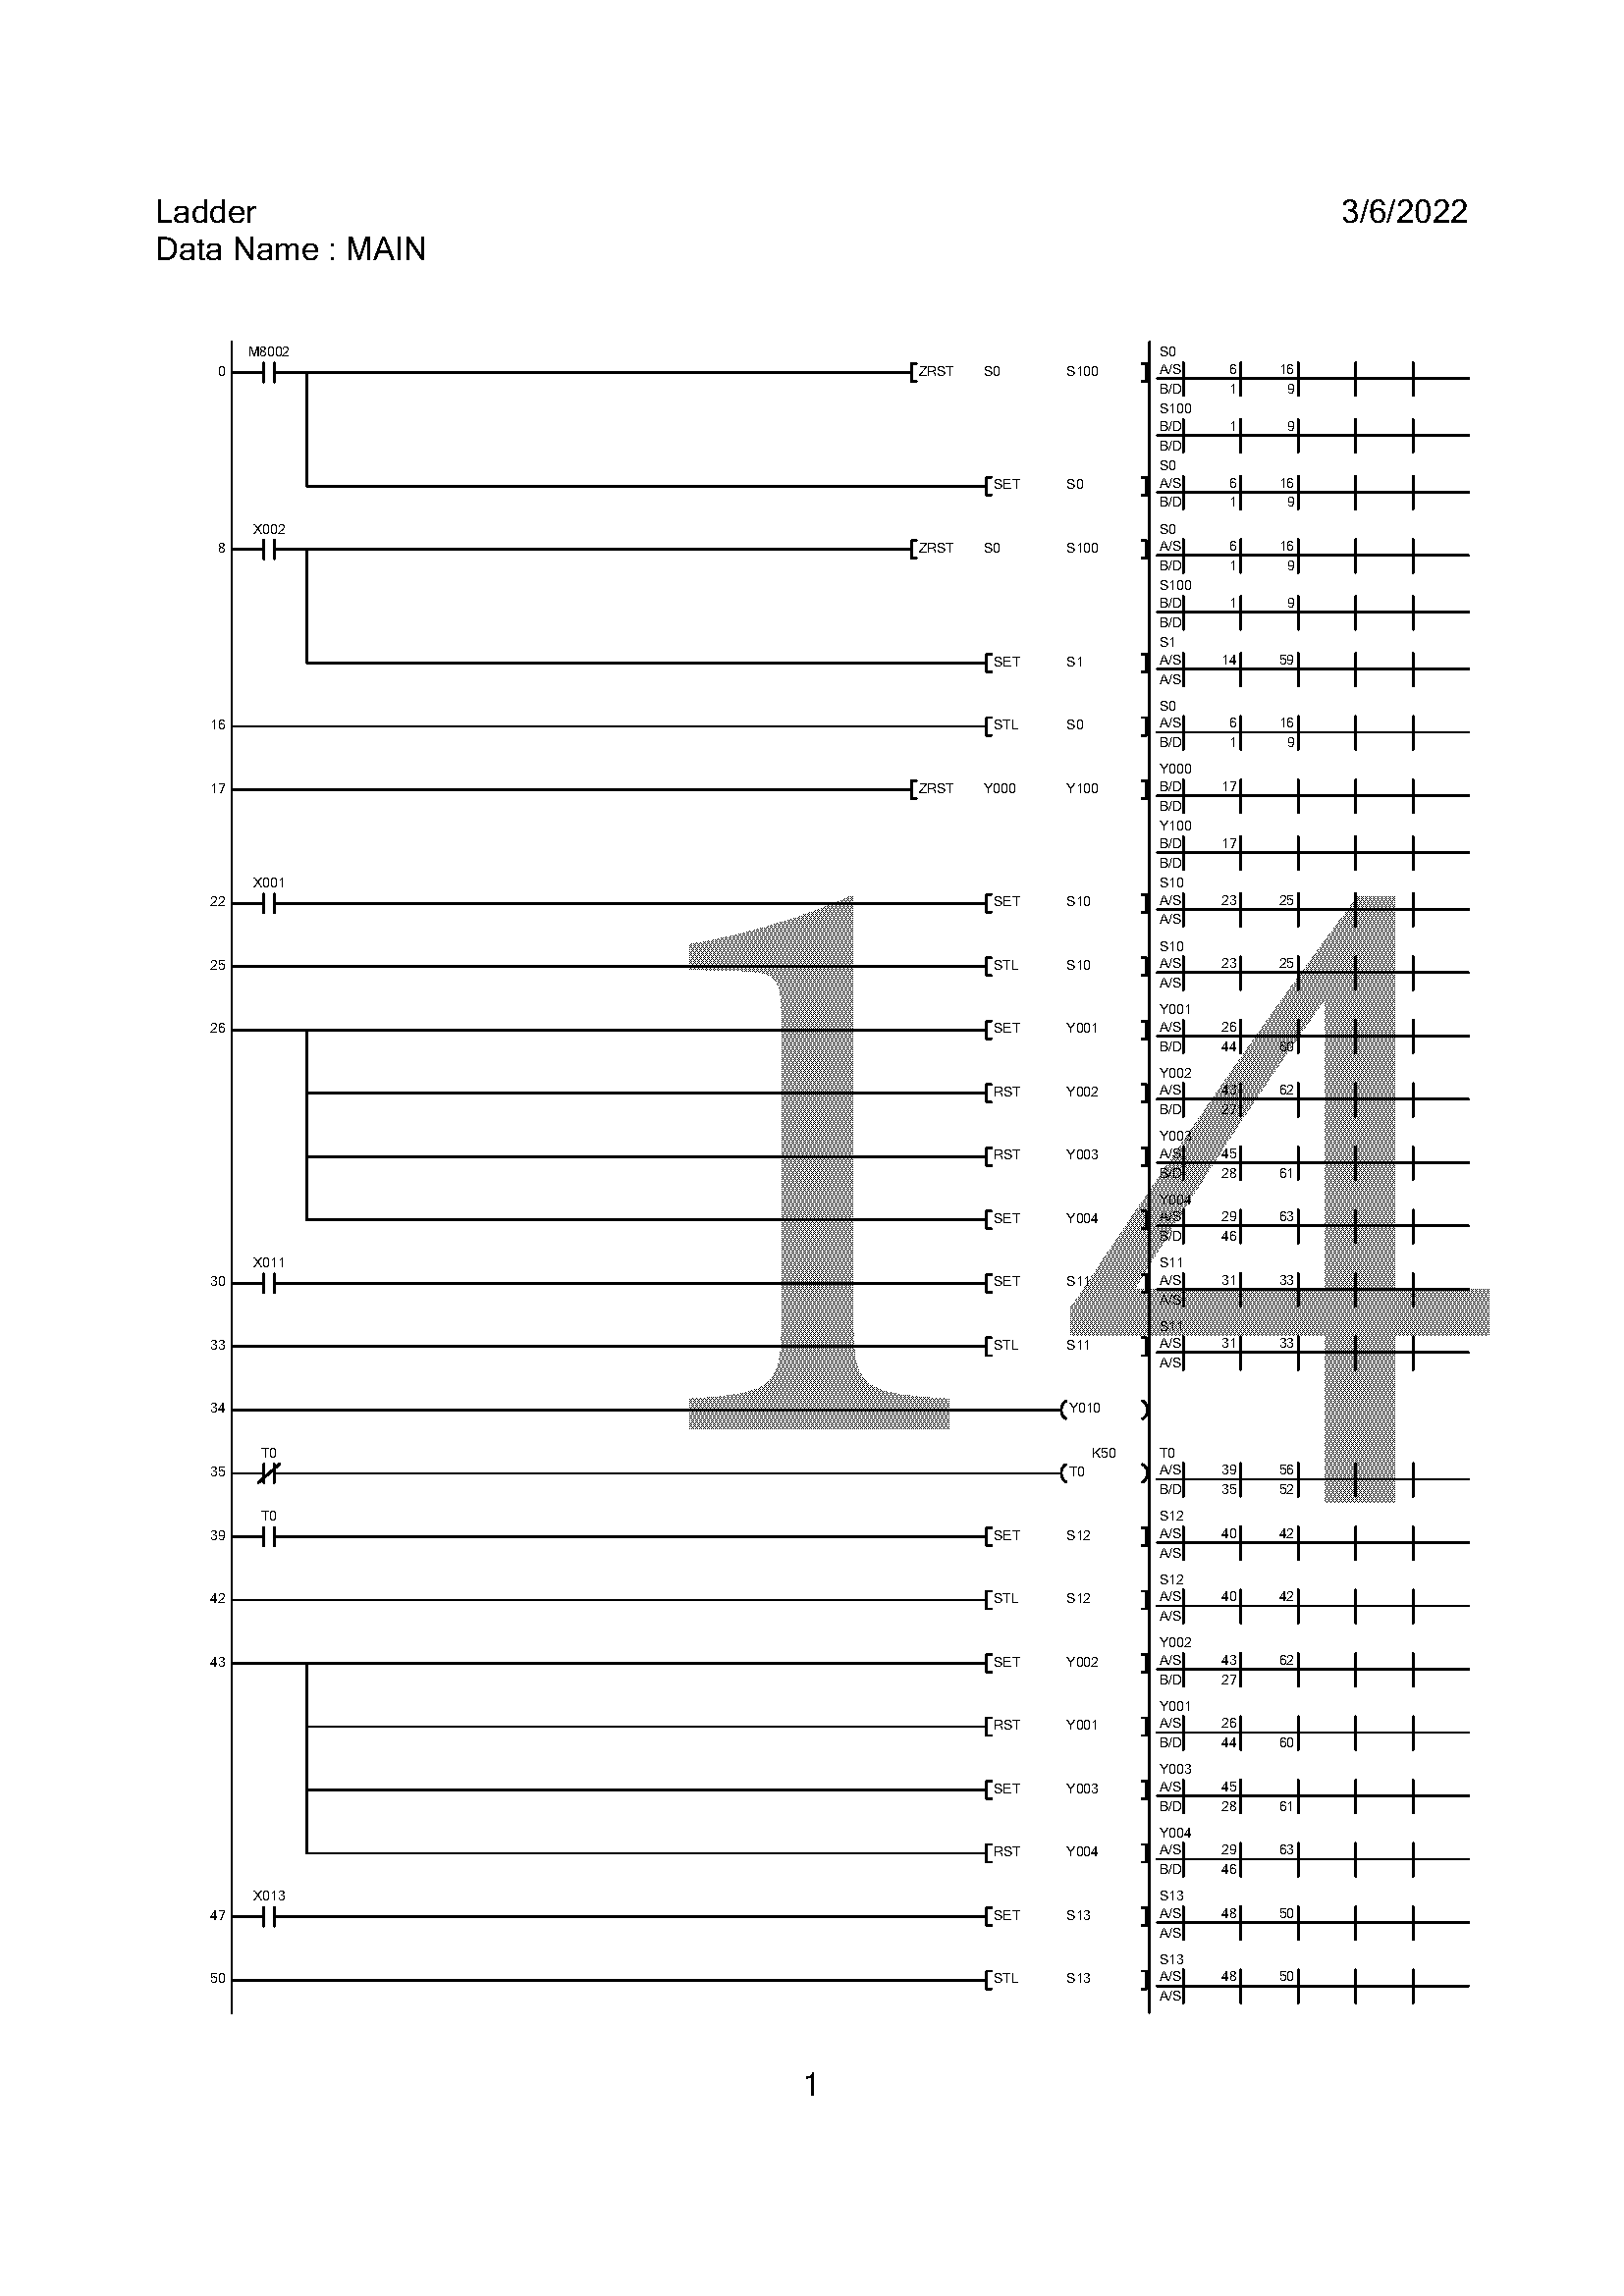 Ladder 3/6/2022
Data Name : MAIN
M8002 S0
0 ZRST S0 S100 A/S 6 16
B/D 1 9
S100
B/D 1 9
B/D
S0
SET S0 A/S 6 16
B/D 1 9
X002 S0
8 ZRST S0 S100 A/S 6 16
B/D 1 9
S100
B/D 1 9
B/D
S1
SET S1 A/S 14 59
A/S
S0
16 STL S0 A/S 6 16
B/D 1 9
Y000
17 ZRST Y000 Y100 B/D 17
B/D
Y100
B/D 17
B/D
X001 S10
22 SET S10 A/S 23 25
A/S
S10
25 STL S10 A/S 23 25
A/S
Y001
26 SET Y001 A/S 26
B/D 44 60
Y002
RST Y002 A/S 43 62
B/D 27
Y003
RST Y003 A/S 45
B/D 28 61
Y004
SET Y004 A/S 29 63
B/D 46
X011 S11
30 SET S11 A/S 31 33
A/S
S11
33 STL S11 A/S 31 33
A/S
34 Y010
T0 K50 T0
35 T0 A/S 39 56
B/D 35 52
T0 S12
39 SET S12 A/S 40 42
A/S
S12
42 STL S12 A/S 40 42
A/S
Y002
43 SET Y002 A/S 43 62
B/D 27
Y001
RST Y001 A/S 26
B/D 44 60
Y003
SET Y003 A/S 45
B/D 28 61
Y004
RST Y004 A/S 29 63
B/D 46
X013 S13
47 SET S13 A/S 48 50
A/S
S13
50 STL S13 A/S 48 50
A/S
14
1